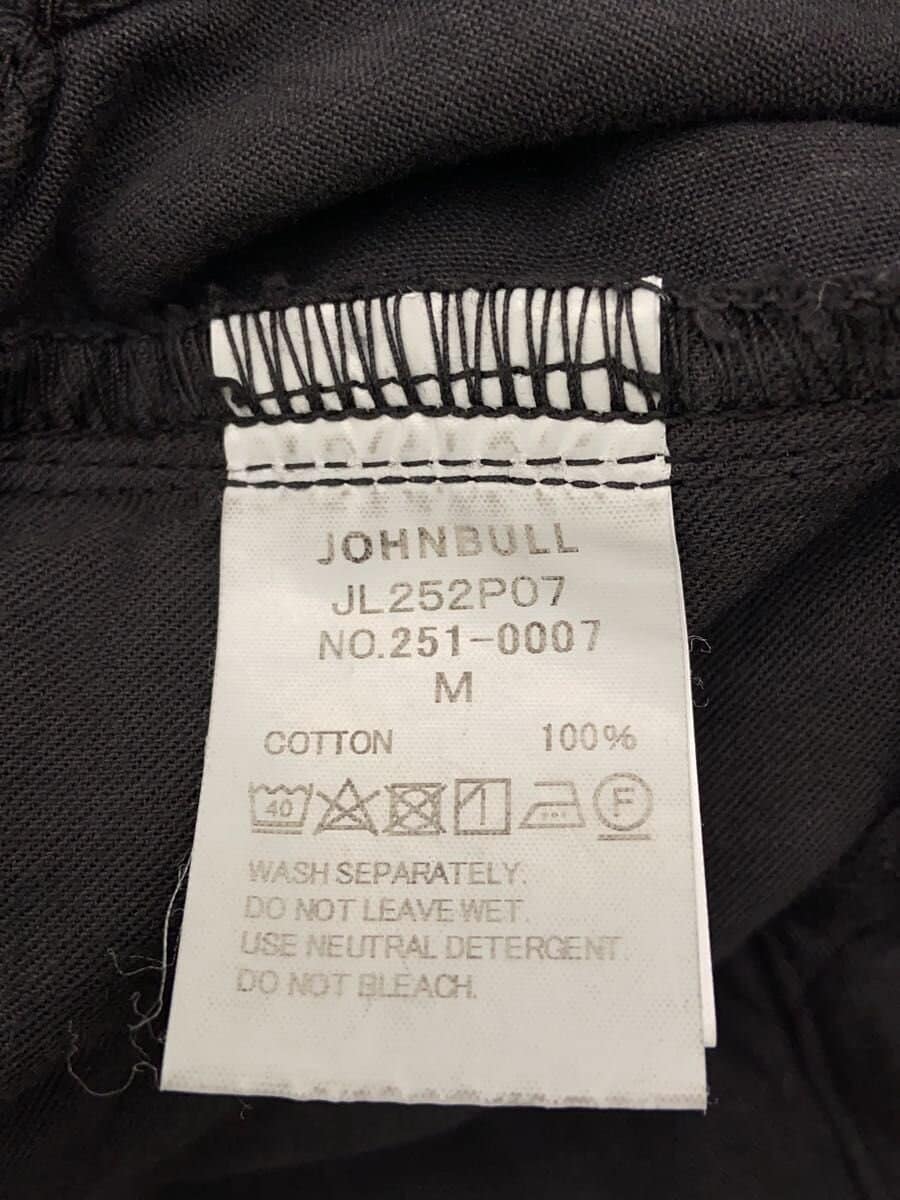 JOHNBULL
JL252P07
NO.251-0007
M
COTTON 100%
40 F
WASH SEPARATELY.
DO NOT LEAVE WET.
USE NEUTRAL DETERGENT.
DO NOT BLEACH.